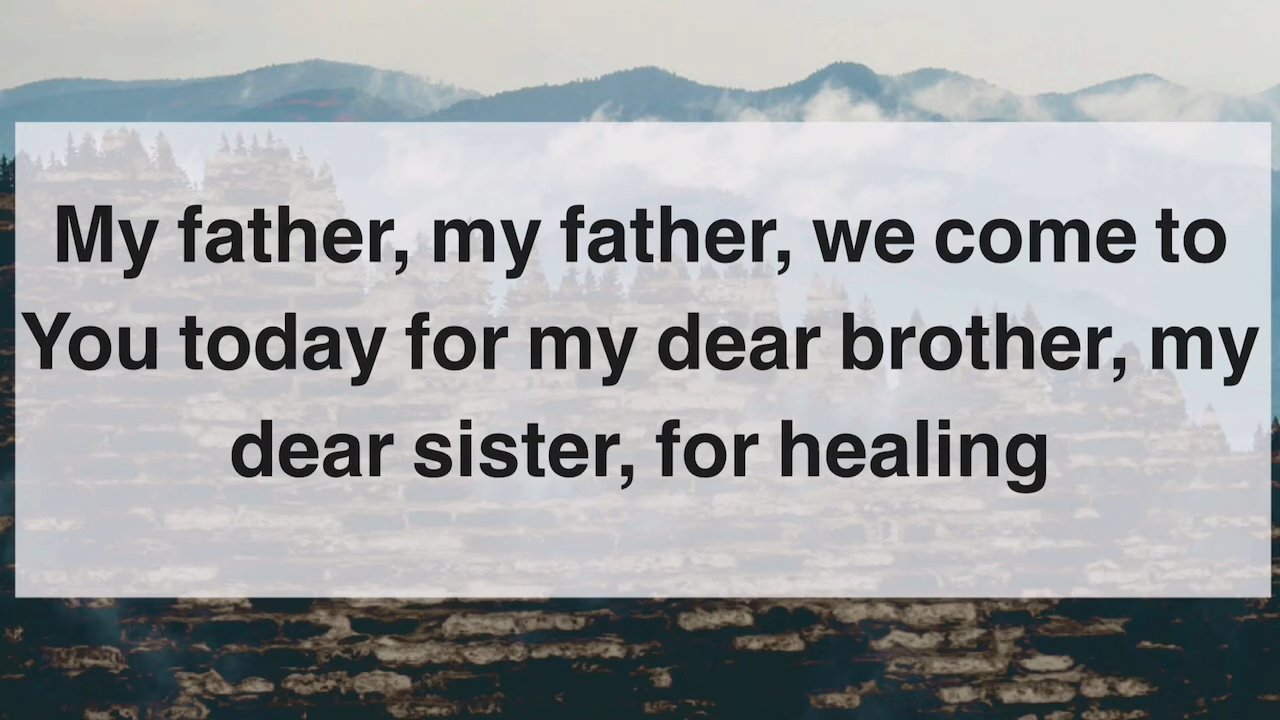 My father, my father, we come to
You today for my dear brother, my
dear sister, for healing